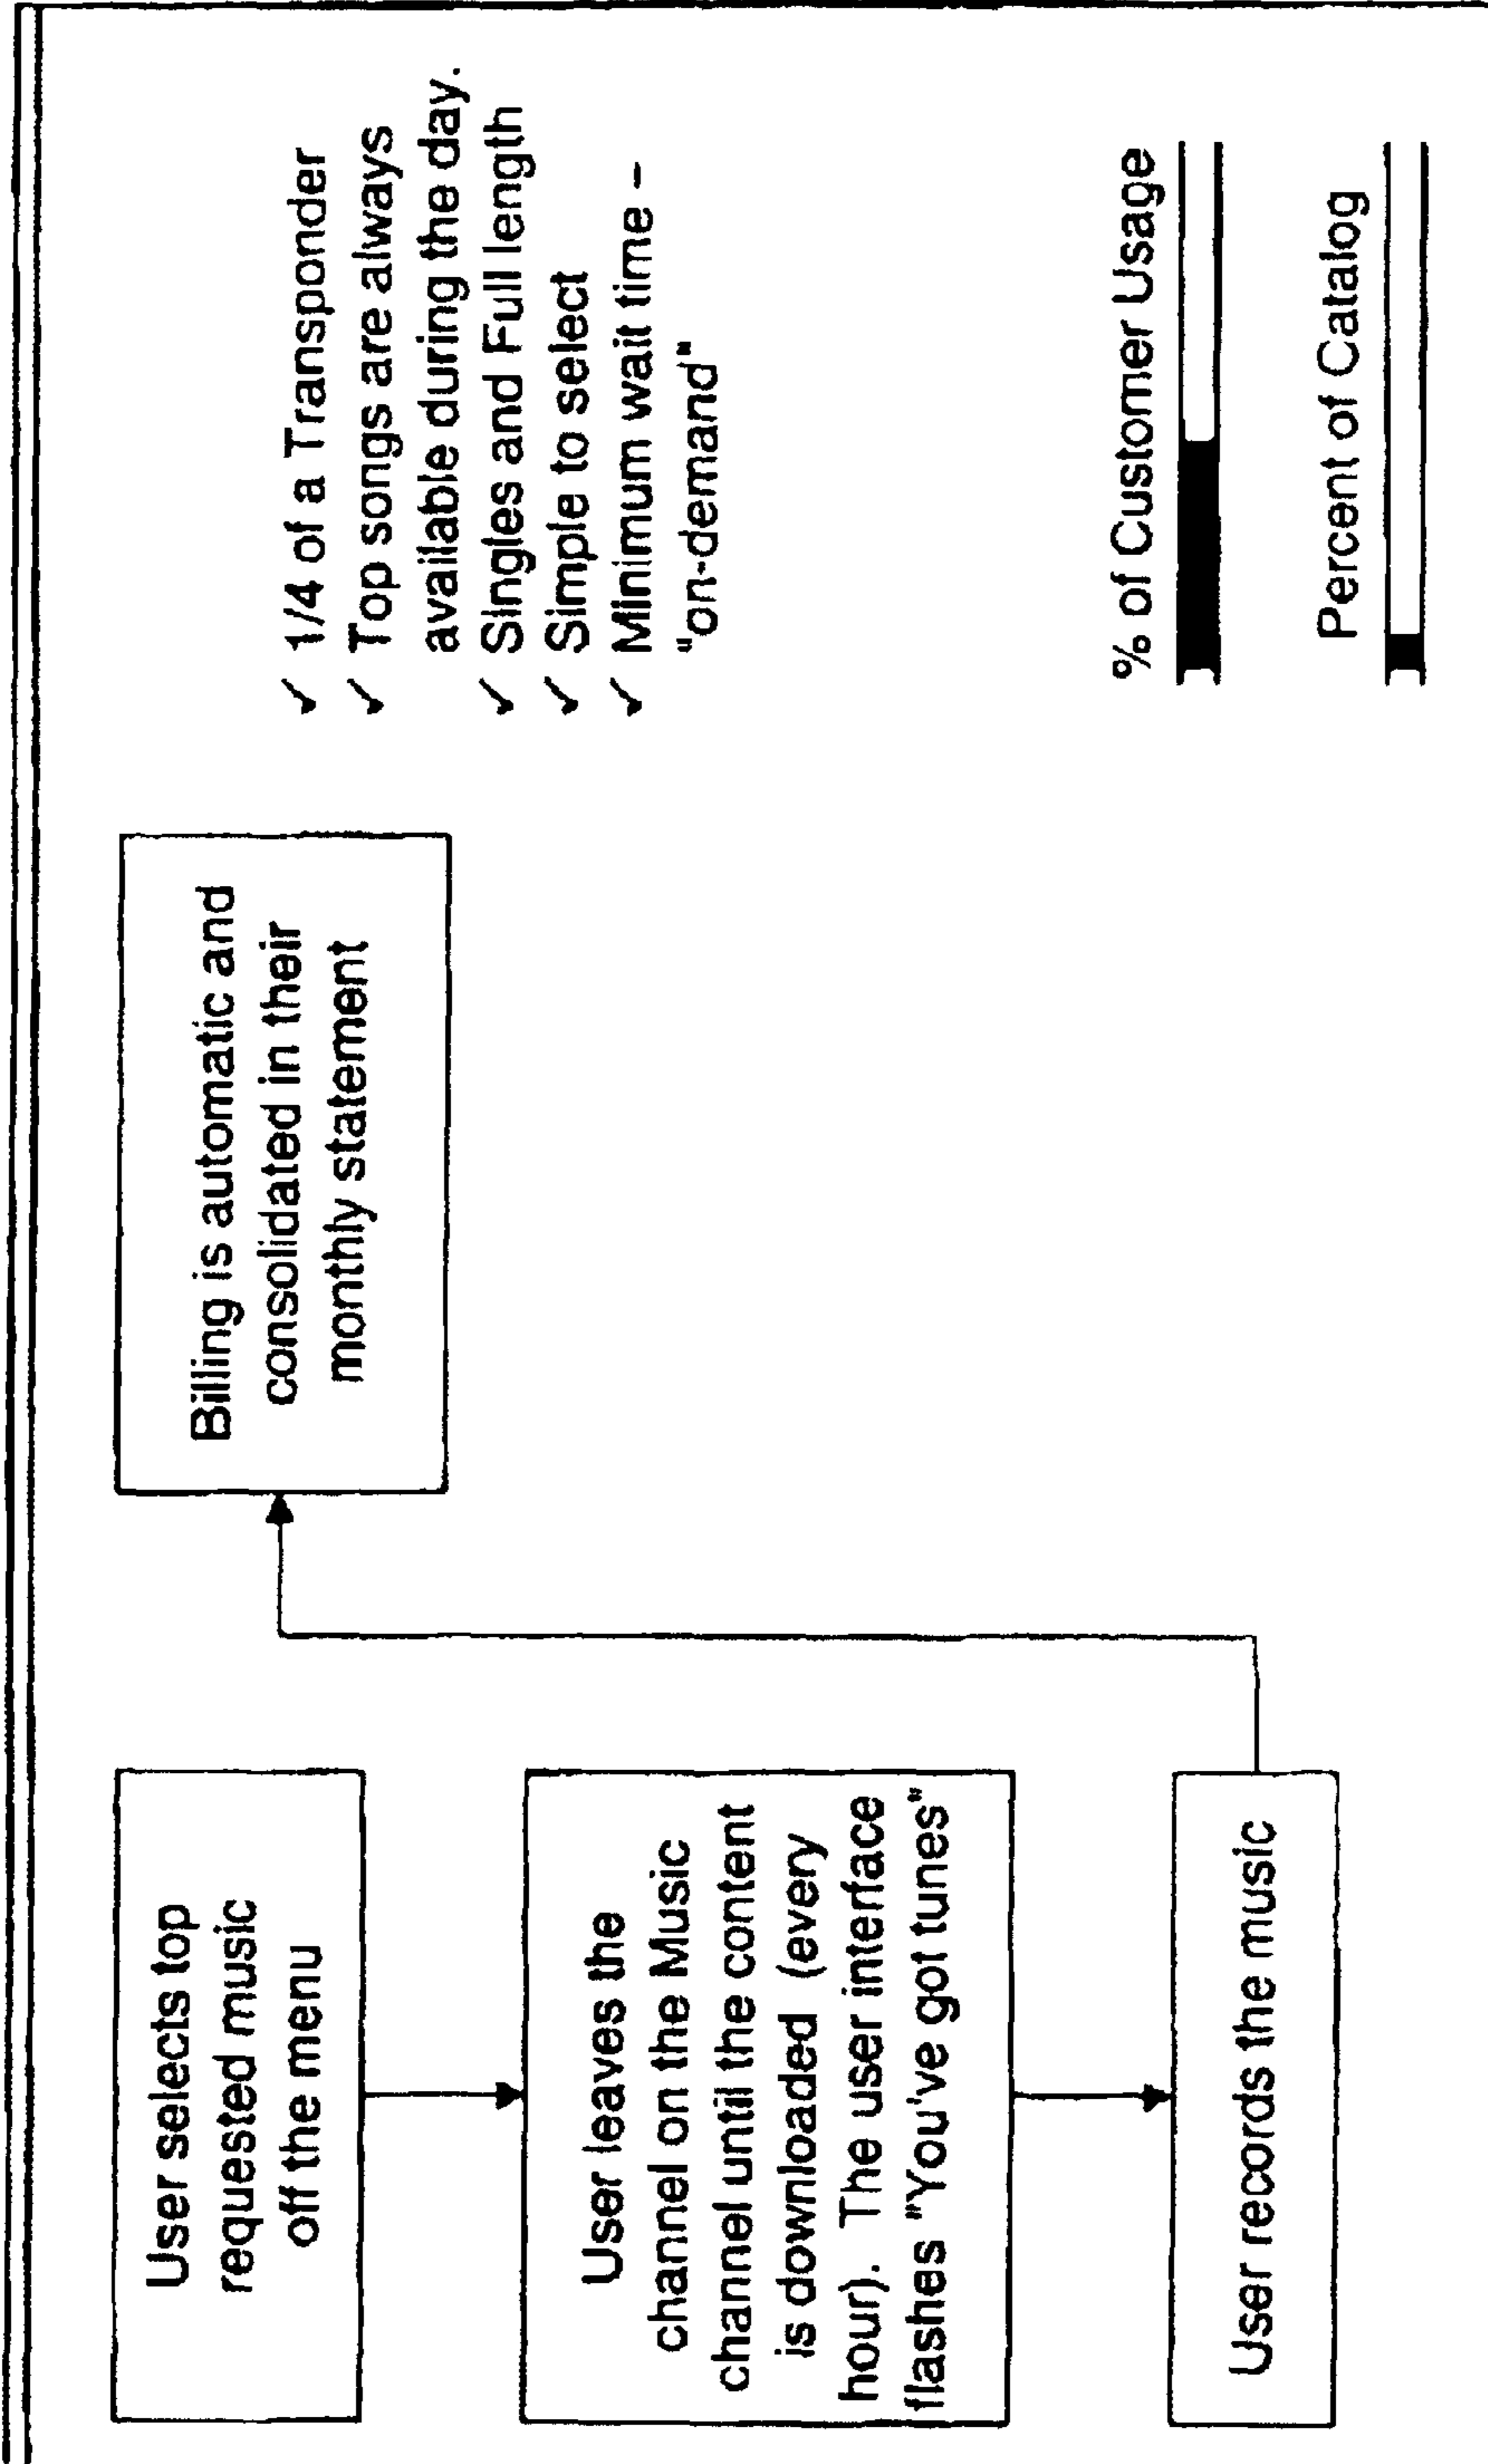 User selects top
requested music
off the menu
User leaves the
channel on the Music
channel until the content
is downloaded (every
hour). The user interface
flashes "You've got tunes"
User records the music
Billing is automatic and
consolidated in their
monthly statement
✓ 1/4 of a Transponder
✓ Top songs are always
available during the day.
✓ Singles and Full length
✓ Simple to select
✓ Minimum wait time –
"on-demand"
% of Customer Usage
Percent of Catalog